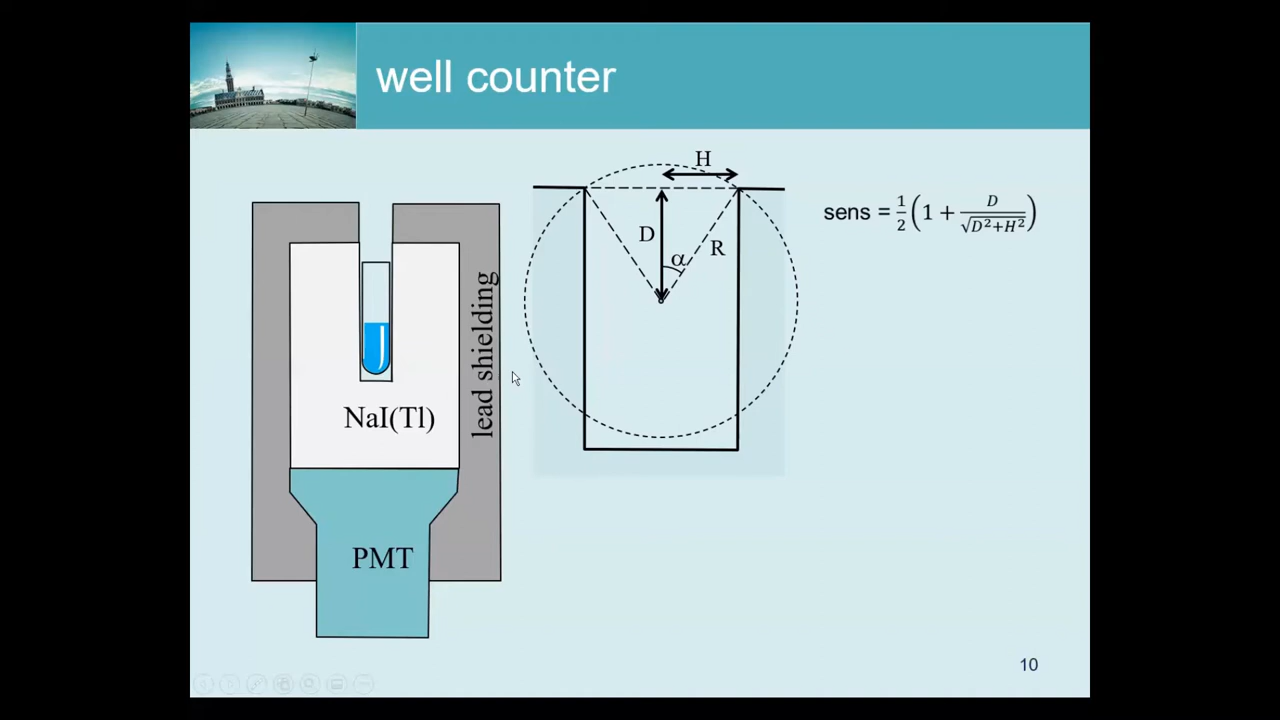 well counter
H
D
R
α
sens = 1/2 (1 + D/√(D²+H²))
lead shielding
NaI(Tl)
PMT
10